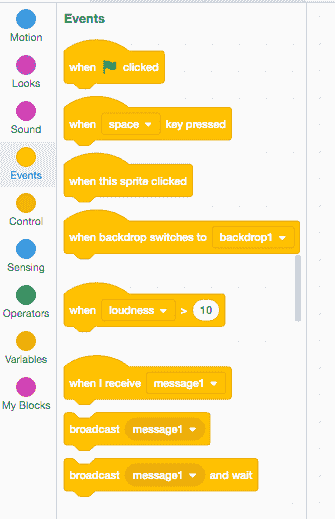 Motion
Looks
Sound
Events
Control
Sensing
Operators
Variables
My Blocks
Events
when clicked
when space key pressed
when this sprite clicked
when backdrop switches to backdrop1
when loudness > 10
when I receive message1
broadcast message1
broadcast message1 and wait